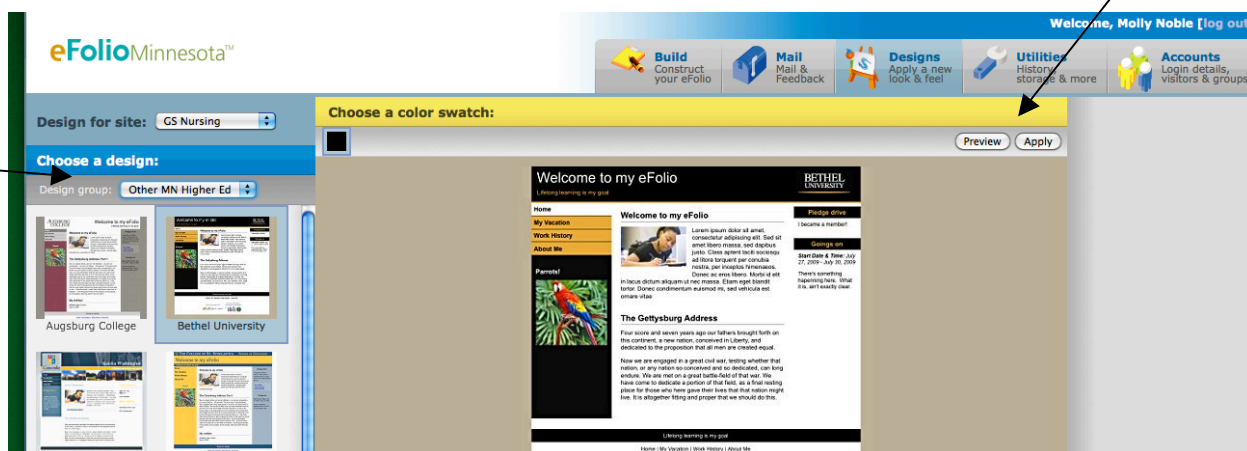 Welcome, Molly Noble [log out
eFolioMinnesota™
Build
Construct
your eFolio
Mail
Mail &
Feedback
Designs
Apply a new
look & feel
Utilities
History,
storage & more
Accounts
Login details,
visitors & groups
Design for site: GS Nursing
Choose a design:
Design group: Other MN Higher Ed
Augsburg College
Bethel University
Choose a color swatch:
Preview
Apply
Welcome to my eFolio
Lifelong learning is my goal
BETHEL
UNIVERSITY
Home
My Vacation
Work History
About Me
Parrots!
Welcome to my eFolio
Lorem ipsum dolor sit amet,
consectetur adipiscing elit. Sed sit
amet libero massa, sed dapibus
justo. Class aptent taciti sociosqu
ad litora torquent per conubia
nostra, per inceptos himenaeos.
Donec ac eros libero. Morbi id elit
in lacus dictum aliquam ut nec massa. Etiam eget blandit
tortor. Donec condimentum euismod mi, sed vehicula est
ornare vitae
The Gettysburg Address
Four score and seven years ago our fathers brought forth on
this continent, a new nation, conceived in Liberty, and
dedicated to the proposition that all men are created equal.
Now we are engaged in a great civil war, testing whether that
nation, or any nation so conceived and so dedicated, can long
endure. We are met on a great battle-field of that war. We
have come to dedicate a portion of that field, as a final resting
place for those who here gave their lives that that nation might
live. It is altogether fitting and proper that we should do this.
Pledge drive
I became a member!
Goings on
Start Date & Time: July
27, 2009 - July 30, 2009
There's something
happening here. What
it is, ain't exactly clear.
Lifelong learning is my goal
Home | My Vacation | Work History | About Me